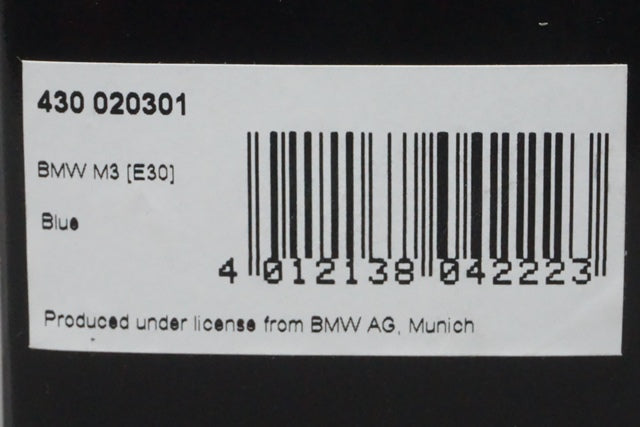 430 020301
BMW M3 [E30]
Blue
4 012138 042223
Produced under license from BMW AG, Munich